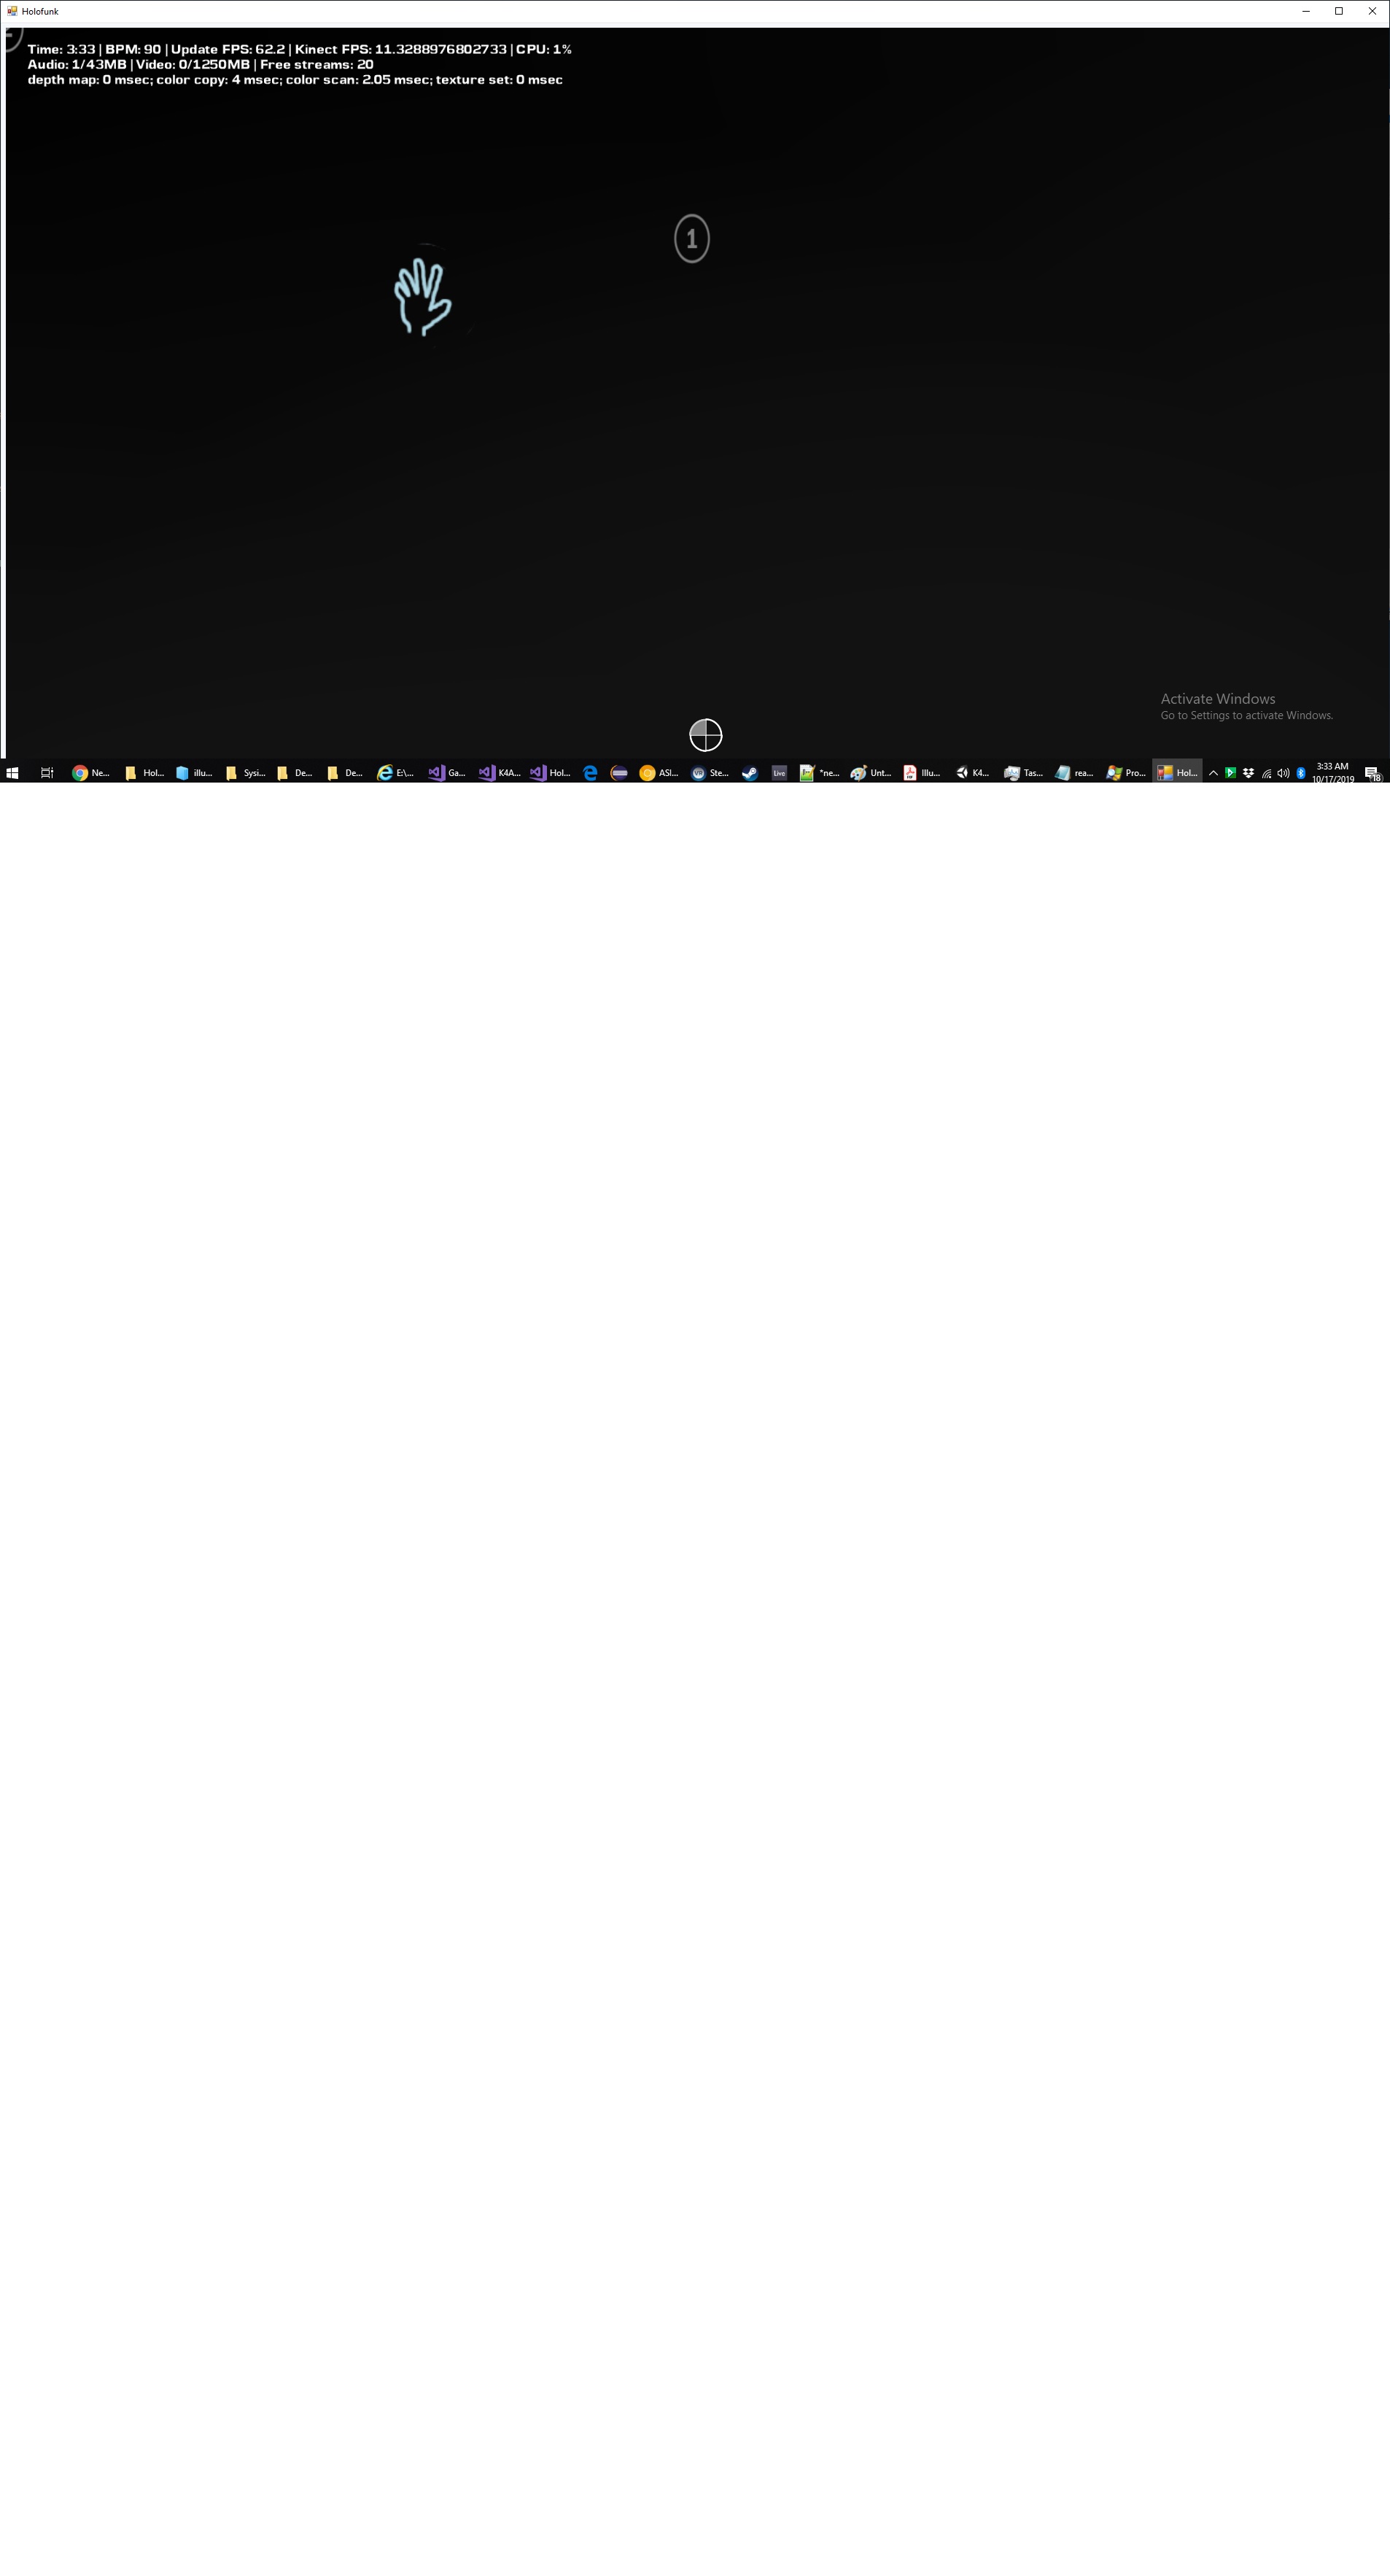 Holofunk
Time: 3:33 | BPM: 90 | Update FPS: 62.2 | Kinect FPS: 11.3288976802733 | CPU: 1%
Audio: 1/43MB | Video: 0/1250MB | Free streams: 20
depth map: 0 msec; color copy: 4 msec; color scan: 2.05 msec; texture set: 0 msec
1
Activate Windows
Go to Settings to activate Windows.
Ne... Hol... illu... Sysi... De... De... E:\... Ga... K4A... Hol... ASI... VR Ste... Live *ne... Unt... Illu... K4... Tas... rea... Pro... Hol... 3:33 AM
10/17/2019 18